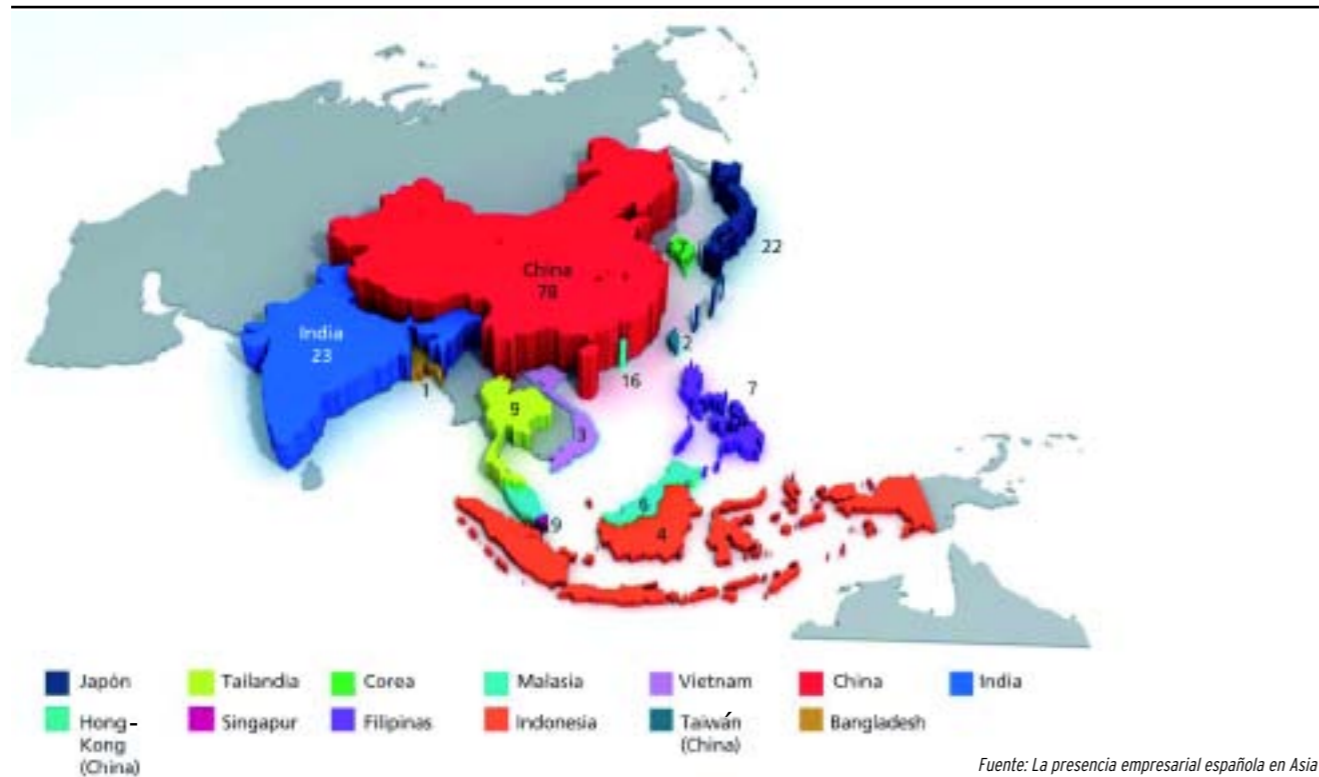 China
78
22
7
India
23
2
1
16
7
9
3
6
9
4
Japón
Tailandia
Corea
Malasia
Vietnam
China
India
Hong-
Kong
(China)
Singapur
Filipinas
Indonesia
Taiwán
(China)
Bangladesh
Fuente: La presencia empresarial española en Asia